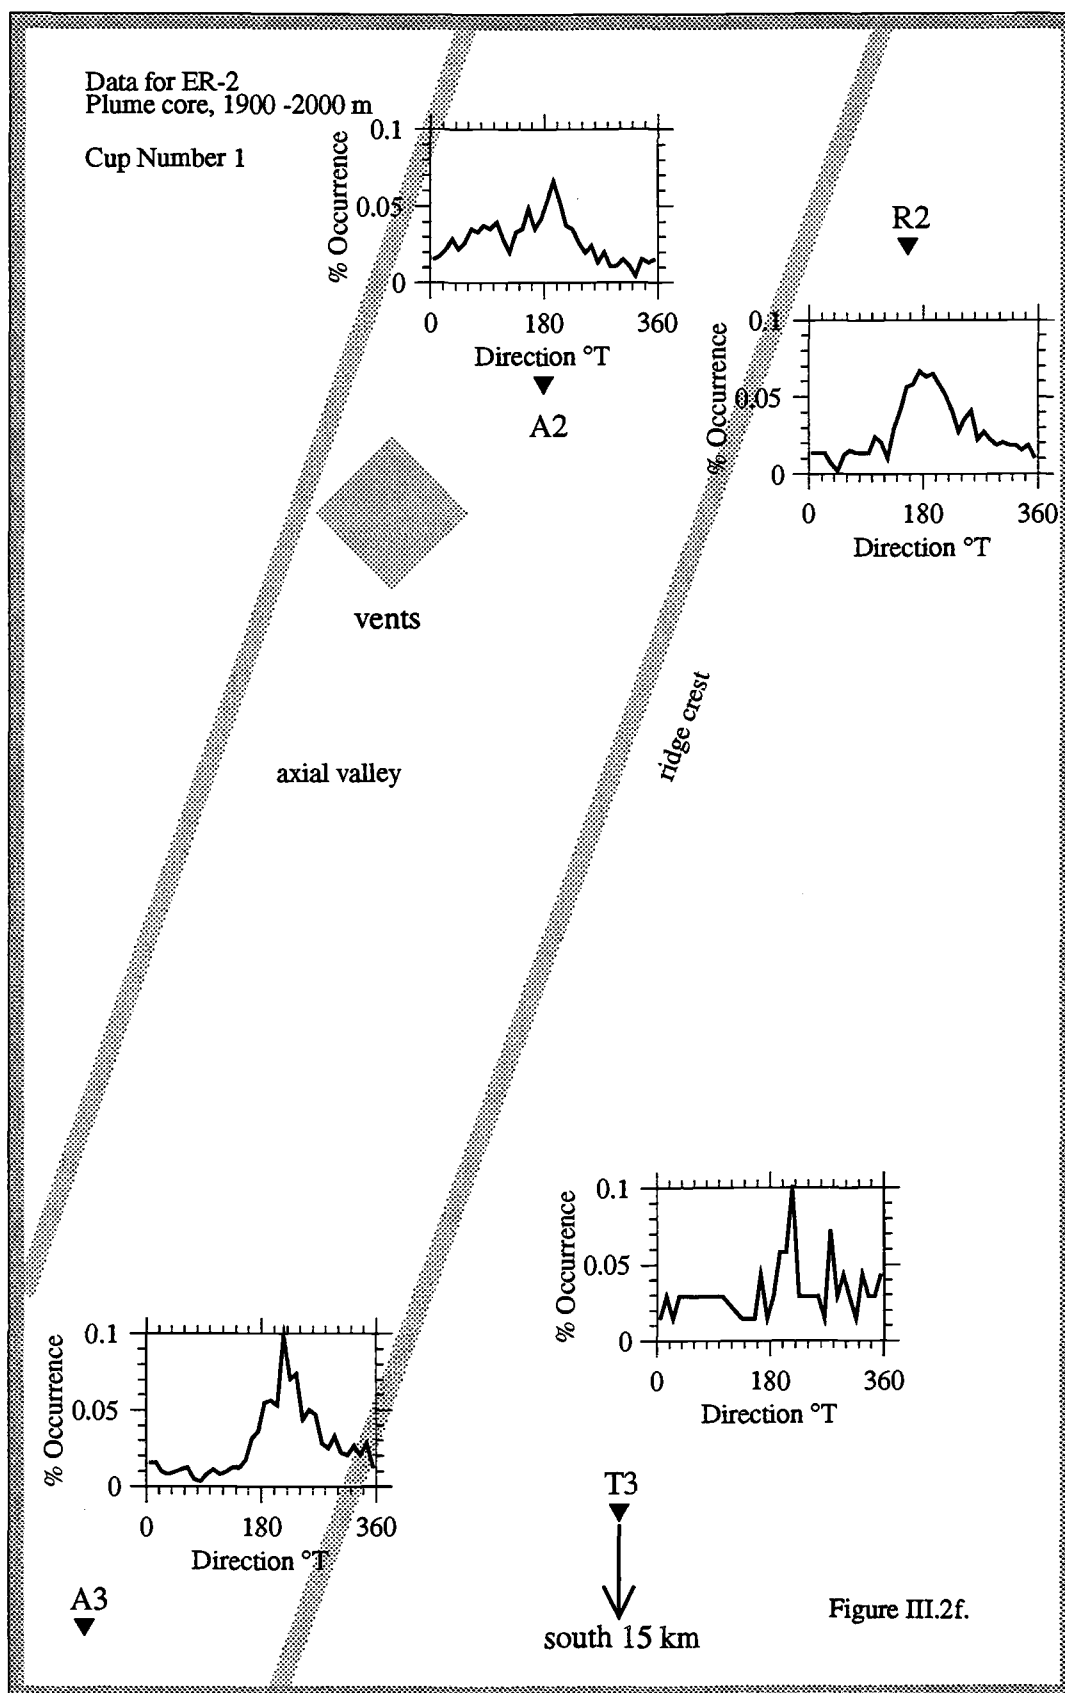 Data for ER-2
Plume core, 1900 -2000 m
Cup Number 1
% Occurrence
0.1
0.05
0
0 180 360
Direction °T
A2
R2
% Occurrence
0.1
0.05
0
0 180 360
Direction °T
vents
axial valley
ridge crest
% Occurrence
0.1
0.05
0
0 180 360
Direction °T
T3
south 15 km
% Occurrence
0.1
0.05
0
0 180 360
Direction °T
A3
Figure III.2f.